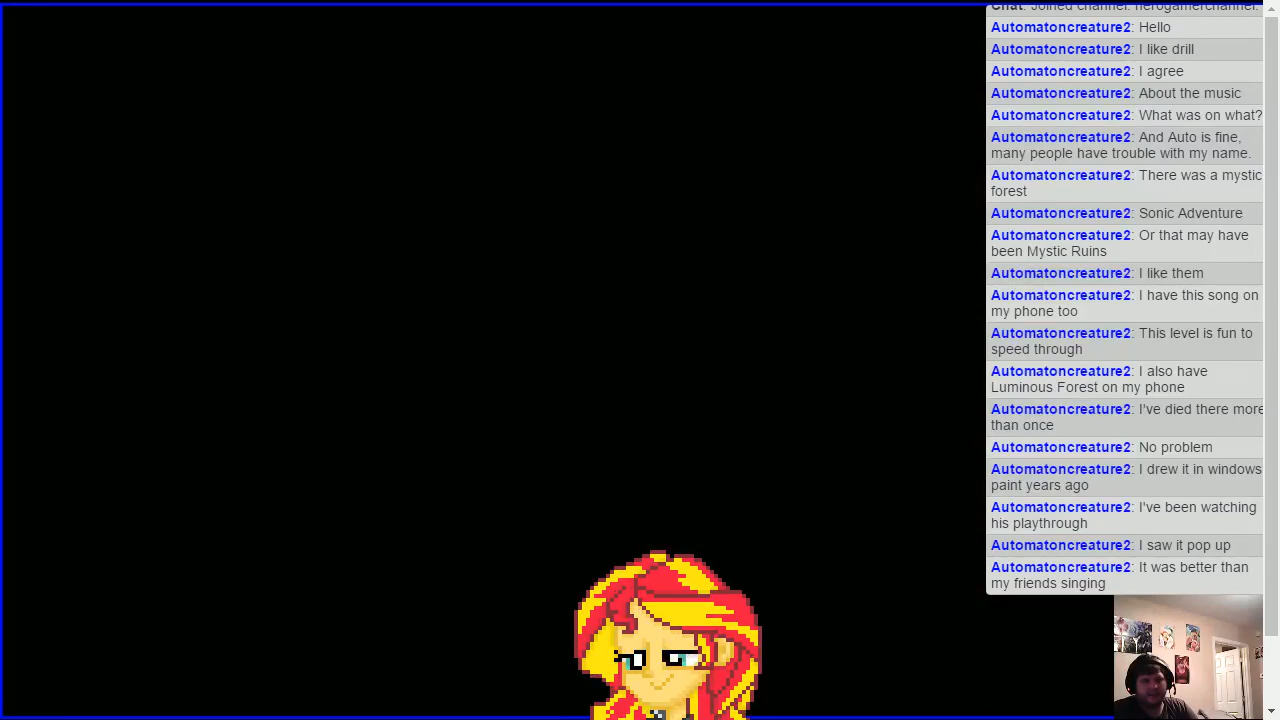 Chat: Joined channel: herogamerchannel.
Automatoncreature2: Hello
Automatoncreature2: I like drill
Automatoncreature2: I agree
Automatoncreature2: About the music
Automatoncreature2: What was on what?
Automatoncreature2: And Auto is fine,
many people have trouble with my name.
Automatoncreature2: There was a mystic
forest
Automatoncreature2: Sonic Adventure
Automatoncreature2: Or that may have
been Mystic Ruins
Automatoncreature2: I like them
Automatoncreature2: I have this song on
my phone too
Automatoncreature2: This level is fun to
speed through
Automatoncreature2: I also have
Luminous Forest on my phone
Automatoncreature2: I've died there more
than once
Automatoncreature2: No problem
Automatoncreature2: I drew it in windows
paint years ago
Automatoncreature2: I've been watching
his playthrough
Automatoncreature2: I saw it pop up
Automatoncreature2: It was better than
my friends singing